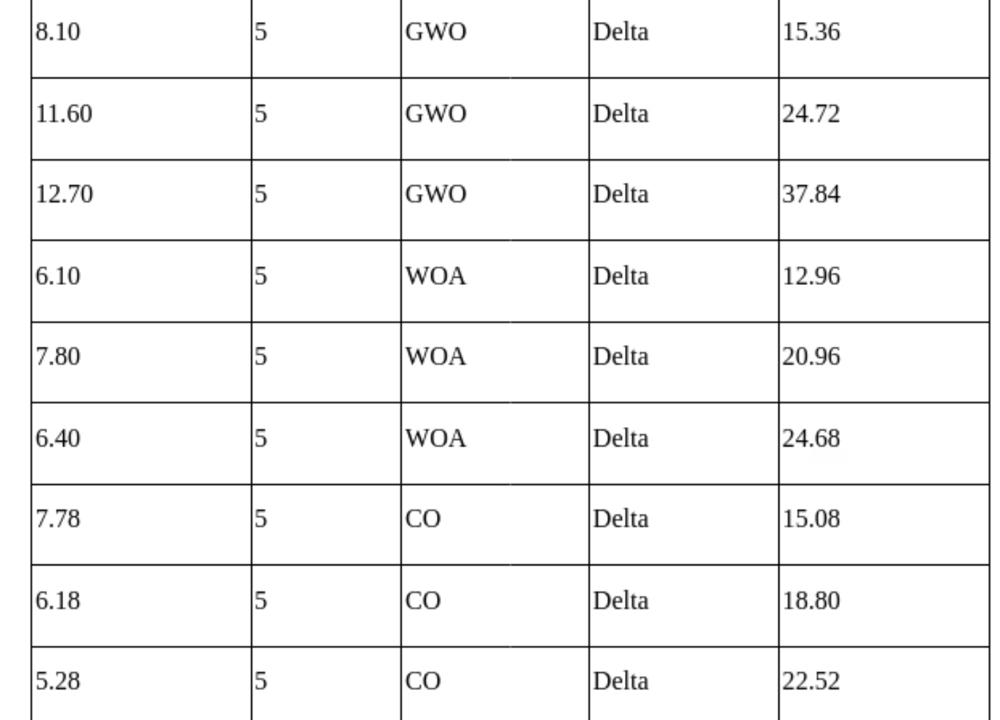 8.10 5 GWO Delta 15.36
11.60 5 GWO Delta 24.72
12.70 5 GWO Delta 37.84
6.10 5 WOA Delta 12.96
7.80 5 WOA Delta 20.96
6.40 5 WOA Delta 24.68
7.78 5 CO Delta 15.08
6.18 5 CO Delta 18.80
5.28 5 CO Delta 22.52